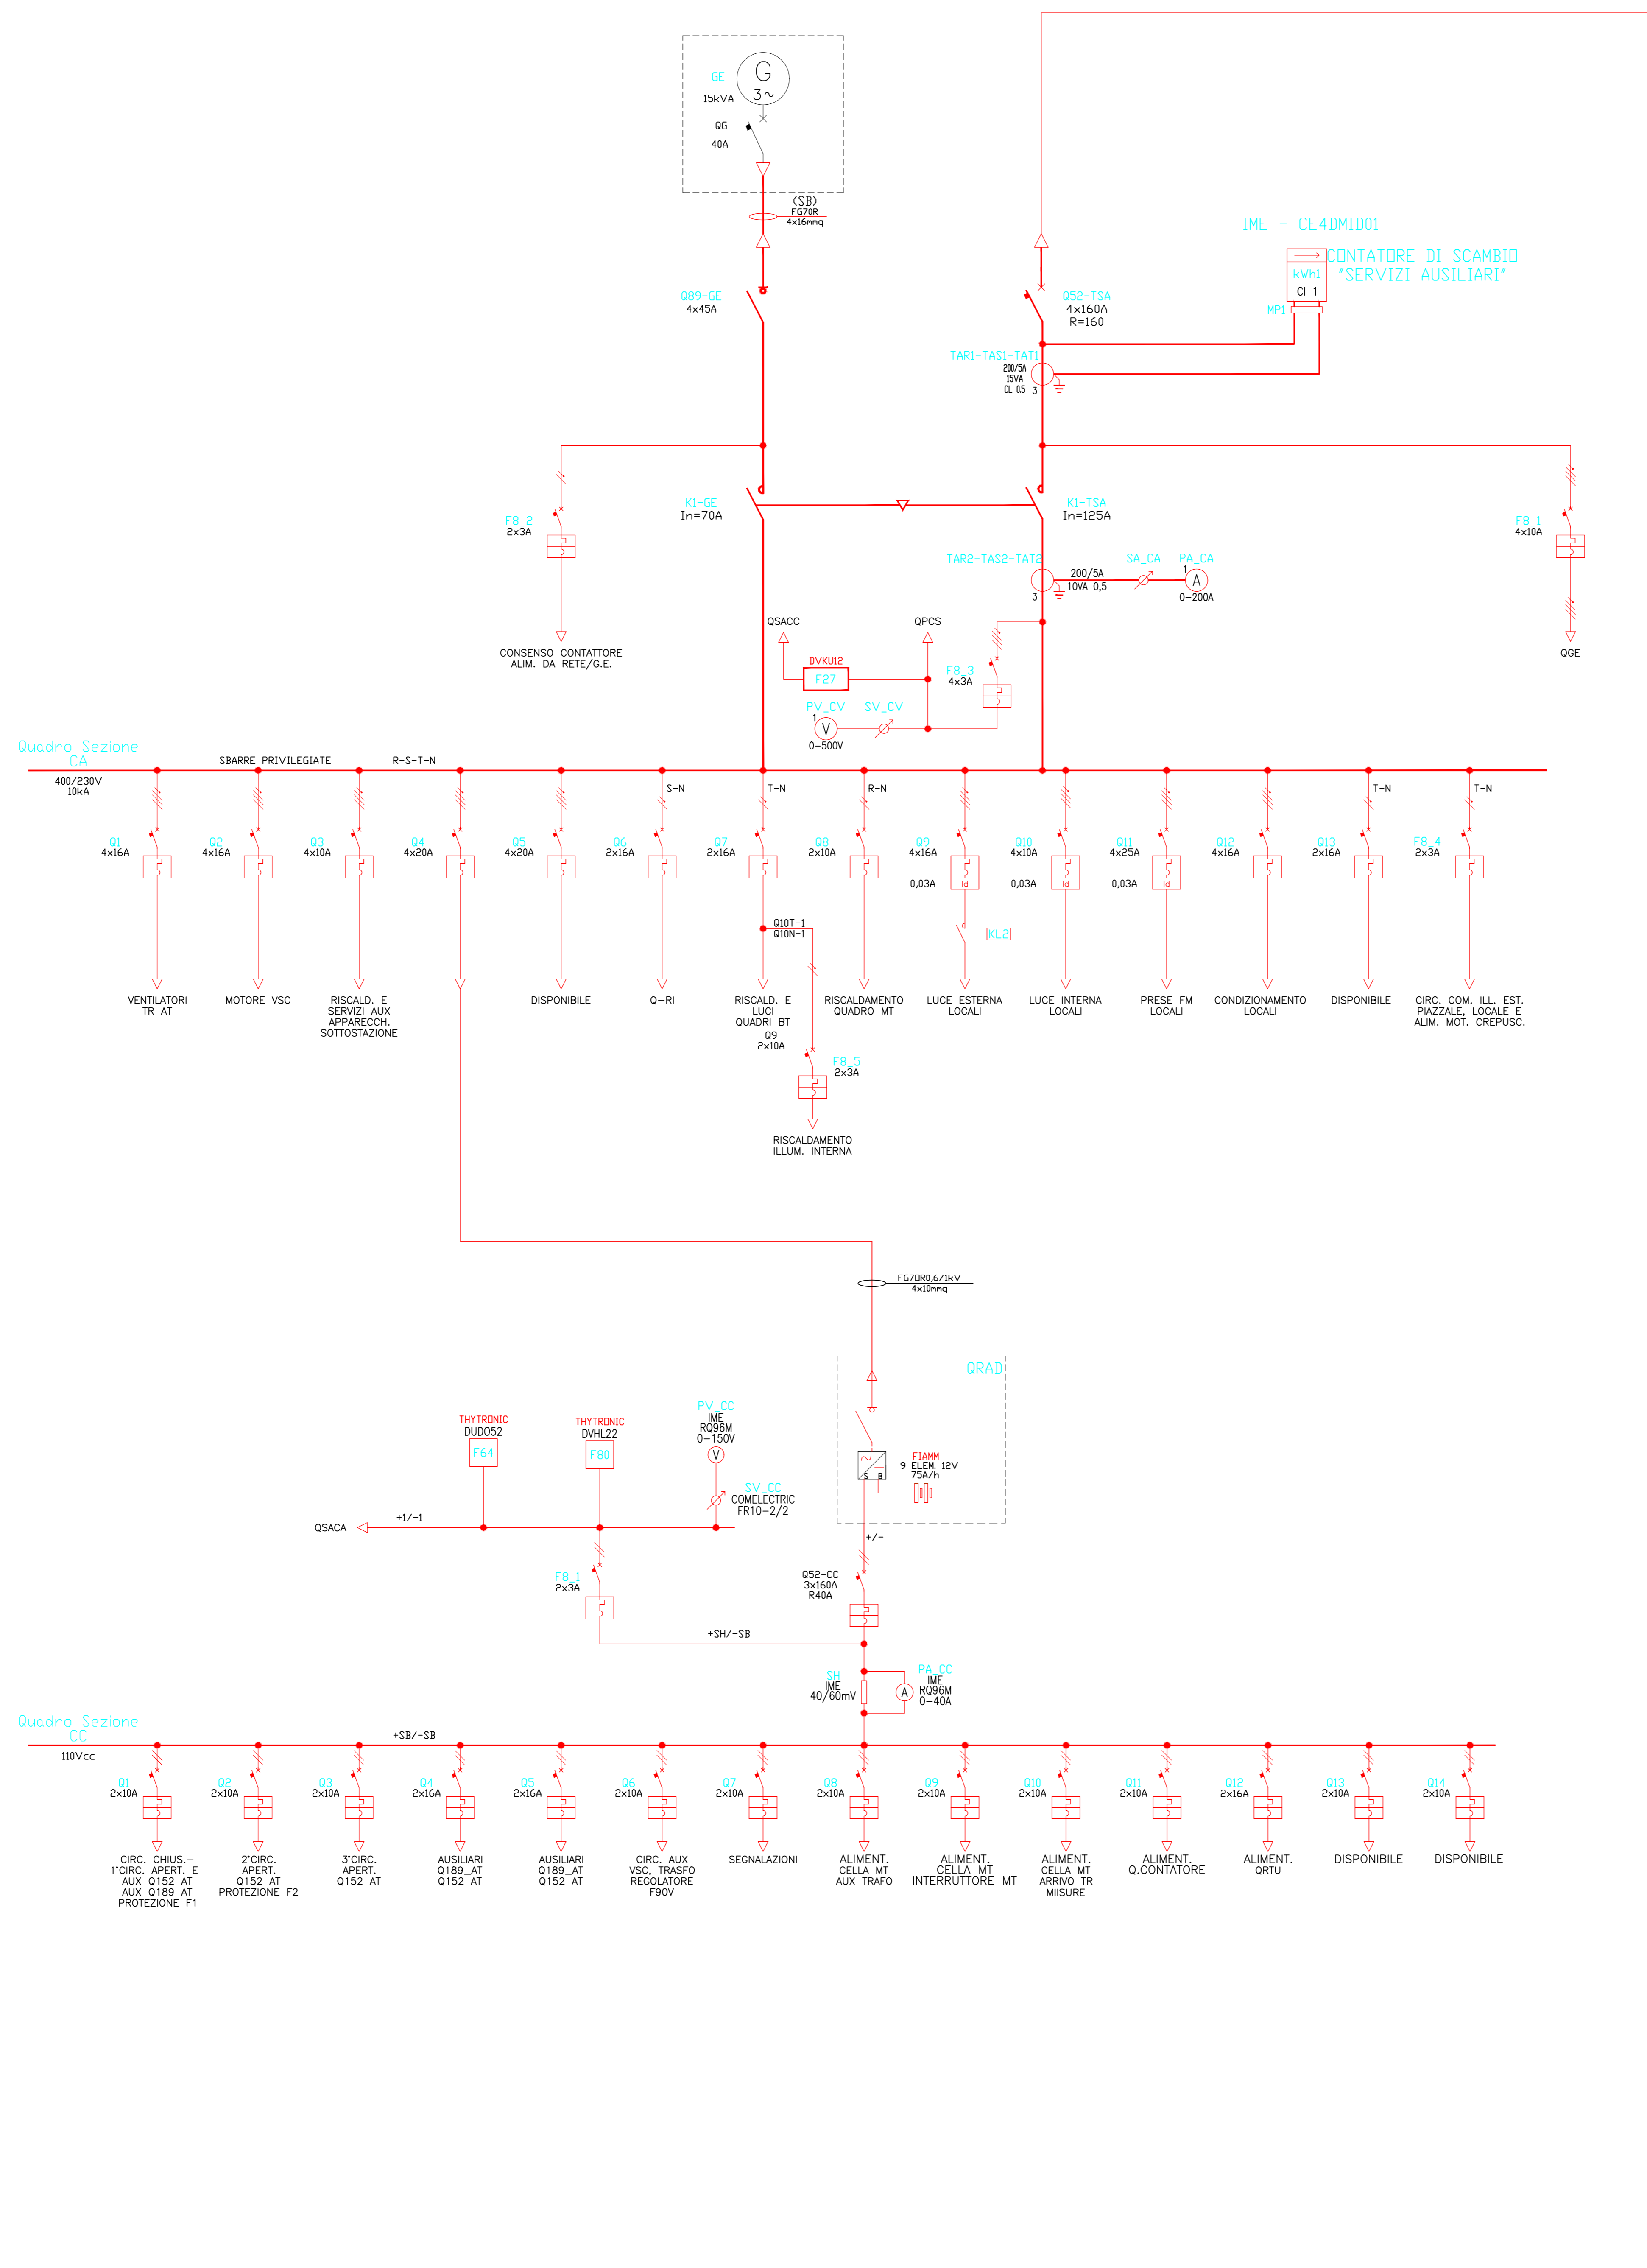 GE
G
3~
15kVA
QG
40A
(SB)
FG7OR
4x16mmq
IME - CE4DMID01
CONTATORE DI SCAMBIO
"SERVIZI AUSILIARI"
kWh1
Cl 1
MP1
Q89-GE
4x45A
Q52-TSA
4x160A
R=160
TAR1-TAS1-TAT1
200/5A
15VA
CL 0.5
3
K1-GE
In=70A
K1-TSA
In=125A
F8_2
2x3A
F8_1
4x10A
TAR2-TAS2-TAT2
200/5A
10VA 0,5
3
SA_CA
PA_CA
1
A
0-200A
CONSENSO CONTATTORE
ALIM. DA RETE/G.E.
QSACC
QPCS
QGE
DVKU12
F27
F8_3
4x3A
PV_CV
SV_CV
1
V
0-500V
Quadro Sezione
CA
SBARRE PRIVILEGIATE
R-S-T-N
400/230V
10kA
S-N
T-N
R-N
T-N
T-N
Q1
4x16A
Q2
4x16A
Q3
4x10A
Q4
4x20A
Q5
4x20A
Q6
2x16A
Q7
2x16A
Q8
2x10A
Q9
4x16A
Q10
4x10A
Q11
4x25A
Q12
4x16A
Q13
2x16A
F8_4
2x3A
0,03A
Id
0,03A
Id
0,03A
Id
Q10T-1
Q10N-1
KL2
VENTILATORI
TR AT
MOTORE VSC
RISCALD. E
SERVIZI AUX
APPARECCH.
SOTTOSTAZIONE
DISPONIBILE
Q-RI
RISCALD. E
LUCI
QUADRI BT
Q9
2x10A
RISCALDAMENTO
QUADRO MT
LUCE ESTERNA
LOCALI
LUCE INTERNA
LOCALI
PRESE FM
LOCALI
CONDIZIONAMENTO
LOCALI
DISPONIBILE
CIRC. COM. ILL. EST.
PIAZZALE, LOCALE E
ALIM. MOT. CREPUSC.
F8_5
2x3A
RISCALDAMENTO
ILLUM. INTERNA
FG7OR0,6/1kV
4x10mmq
QRAD
S B
FIAMM
9 ELEM. 12V
75A/h
THYTRONIC
DUDO52
F64
THYTRONIC
DVHL22
F80
PV_CC
IME
RQ96M
0-150V
V
SV_CC
COMELECTRIC
FR10-2/2
QSACA
+1/-1
+/-
F8_1
2x3A
Q52-CC
3x160A
R40A
+SH/-SB
SH
IME
40/60mV
A
PA_CC
IME
RQ96M
0-40A
Quadro Sezione
CC
+SB/-SB
110Vcc
Q1
2x10A
Q2
2x10A
Q3
2x10A
Q4
2x16A
Q5
2x16A
Q6
2x10A
Q7
2x10A
Q8
2x10A
Q9
2x10A
Q10
2x10A
Q11
2x10A
Q12
2x16A
Q13
2x10A
Q14
2x10A
CIRC. CHIUS.-
1°CIRC. APERT. E
AUX Q152 AT
AUX Q189 AT
PROTEZIONE F1
2°CIRC.
APERT.
Q152 AT
PROTEZIONE F2
3°CIRC.
APERT.
Q152 AT
AUSILIARI
Q189_AT
Q152 AT
AUSILIARI
Q189_AT
Q152 AT
CIRC. AUX
VSC, TRASFO
REGOLATORE
F90V
SEGNALAZIONI
ALIMENT.
CELLA MT
AUX TRAFO
ALIMENT.
CELLA MT
INTERRUTTORE MT
ALIMENT.
CELLA MT
ARRIVO TR
MIISURE
ALIMENT.
Q.CONTATORE
ALIMENT.
QRTU
DISPONIBILE
DISPONIBILE